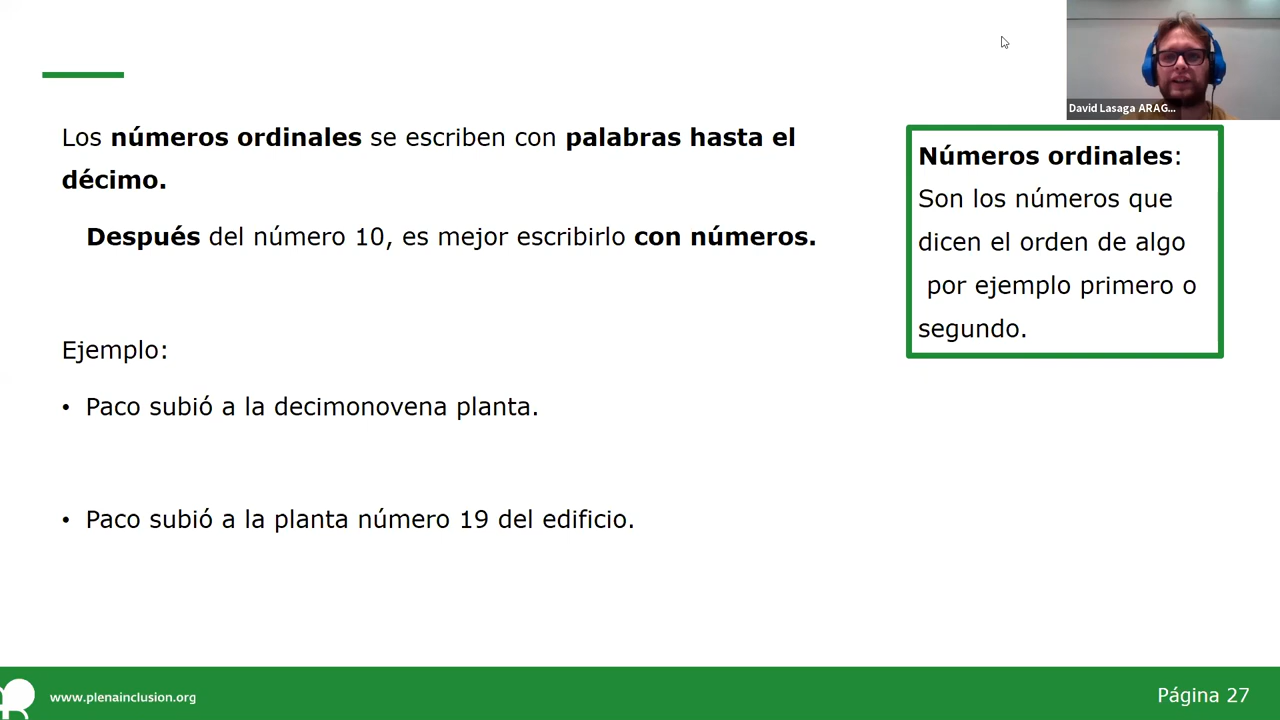 David Lasaga ARAG...
Los números ordinales se escriben con palabras hasta el
décimo.
Después del número 10, es mejor escribirlo con números.
Números ordinales:
Son los números que
dicen el orden de algo
por ejemplo primero o
segundo.
Ejemplo:
• Paco subió a la decimonovena planta.
• Paco subió a la planta número 19 del edificio.
www.plenainclusion.org
Página 27